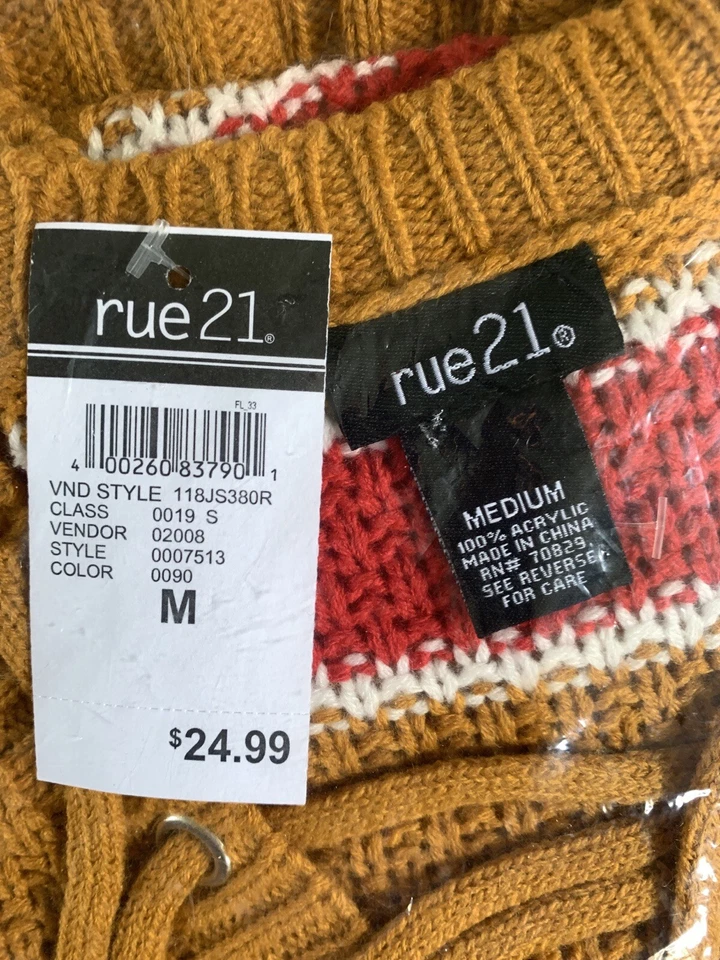 rue21®
FL_33
4 00260 83790 1
VND STYLE 118JS380R
CLASS 0019 S
VENDOR 02008
STYLE 0007513
COLOR 0090
M
$24.99
rue21®
MEDIUM
100% ACRYLIC
MADE IN CHINA
RN# 70829.
SEE REVERSE
FOR CARE